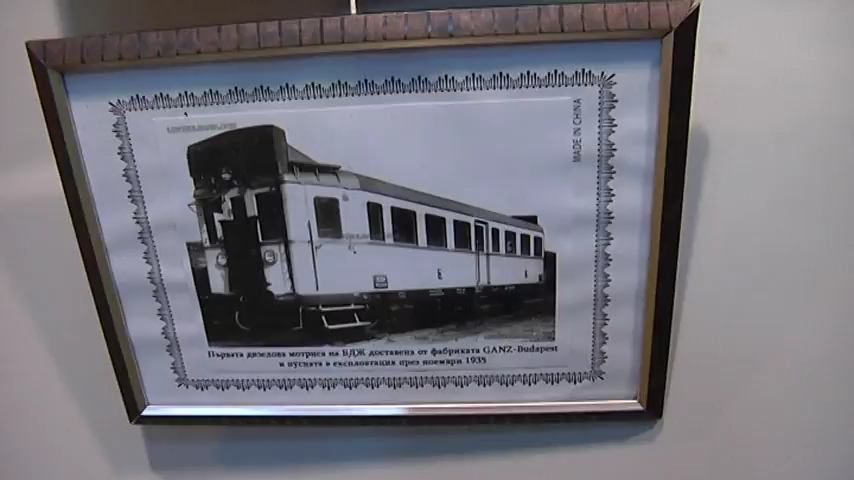 MADE IN CHINA
Първата дизелова мотриса на БДЖ доставена от фабриката GANZ-Budapest
и пусната в експлоатация през ноември 1935